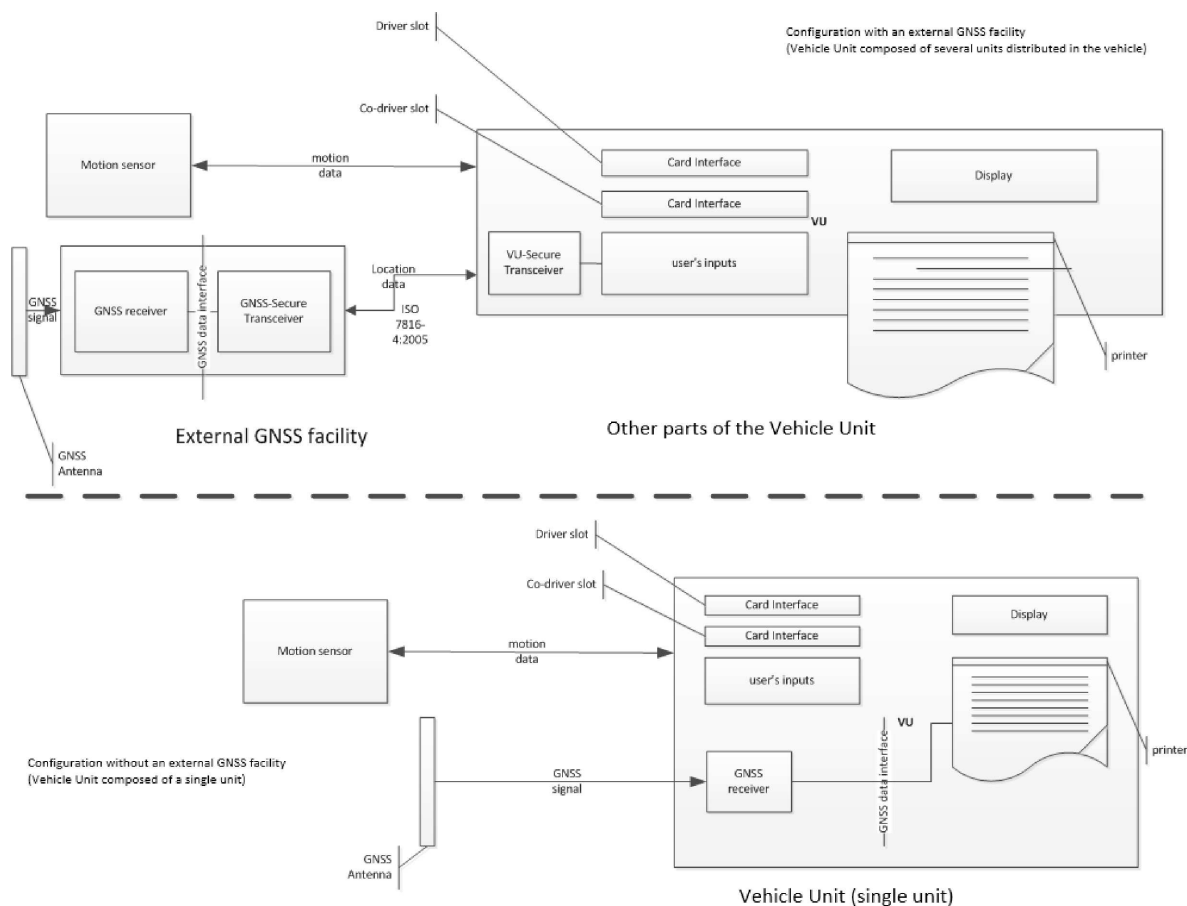 Driver slot
Configuration with an external GNSS facility
(Vehicle Unit composed of several units distributed in the vehicle)
Co-driver slot
Motion sensor
motion
data
Card Interface
Display
Card Interface
VU
VU-Secure
Transceiver
user's inputs
GNSS
signal
GNSS receiver
GNSS data interface
GNSS-Secure
Transceiver
Location
data
ISO
7816-
4:2005
printer
External GNSS facility
Other parts of the Vehicle Unit
GNSS
Antenna
Driver slot
Co-driver slot
Card Interface
Display
Card Interface
Motion sensor
motion
data
user's inputs
VU
printer
Configuration without an external GNSS facility
(Vehicle Unit composed of a single unit)
GNSS
signal
GNSS
receiver
GNSS data interface
GNSS
Antenna
Vehicle Unit (single unit)